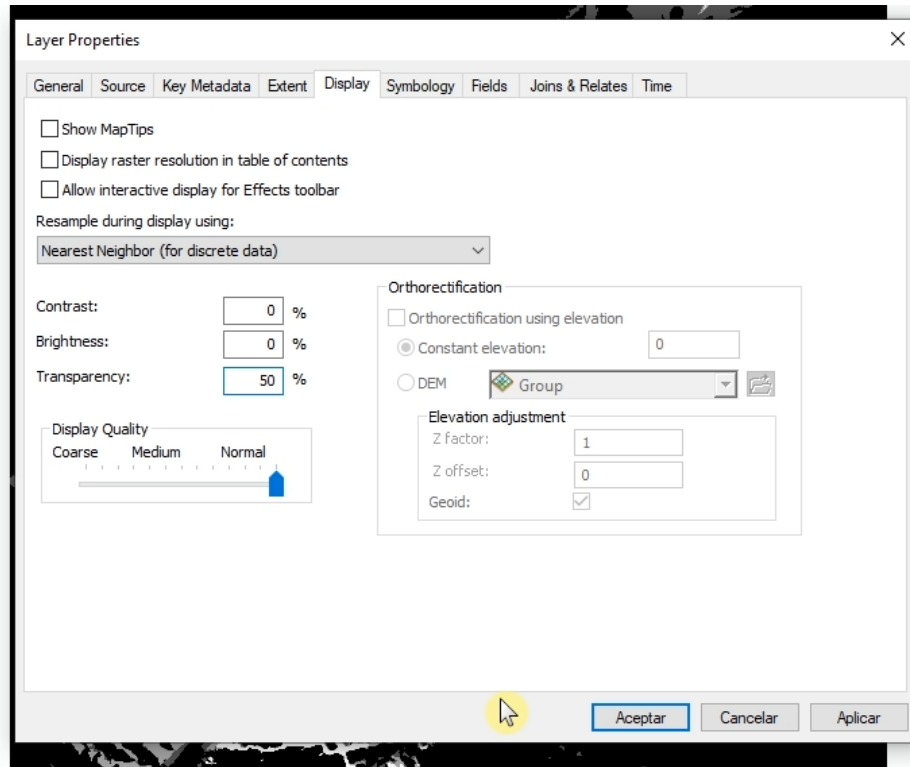 Layer Properties
General Source Key Metadata Extent Display Symbology Fields Joins & Relates Time
Show MapTips
Display raster resolution in table of contents
Allow interactive display for Effects toolbar
Resample during display using:
Nearest Neighbor (for discrete data)
Contrast: 0 %
Brightness: 0 %
Transparency: 50 %
Display Quality
Coarse Medium Normal
Orthorectification
Orthorectification using elevation
Constant elevation: 0
DEM Group
Elevation adjustment
Z factor: 1
Z offset: 0
Geoid:
Aceptar Cancelar Aplicar